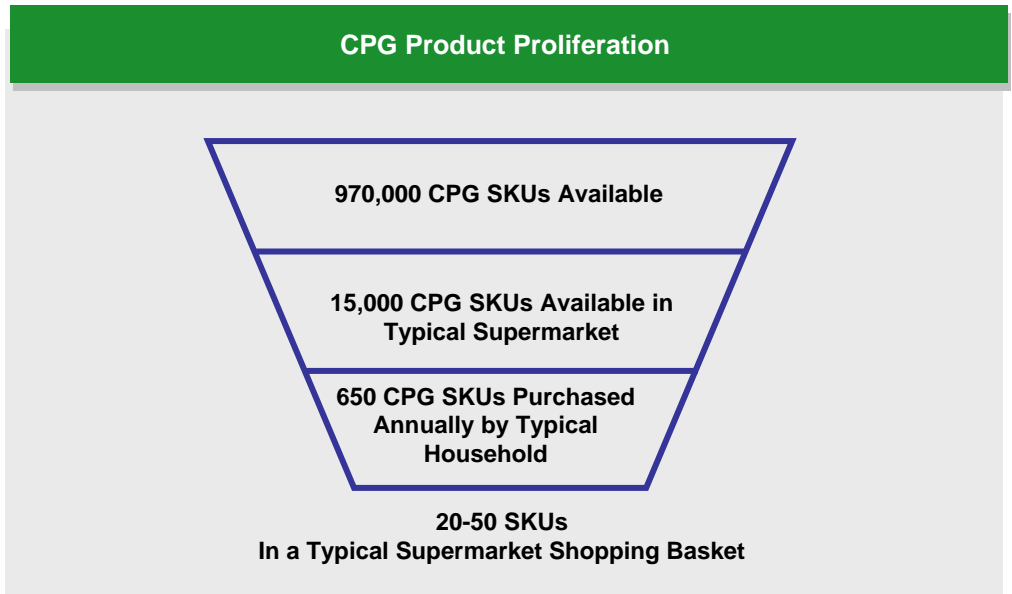 CPG Product Proliferation
970,000 CPG SKUs Available
15,000 CPG SKUs Available in
Typical Supermarket
650 CPG SKUs Purchased
Annually by Typical
Household
20-50 SKUs
In a Typical Supermarket Shopping Basket